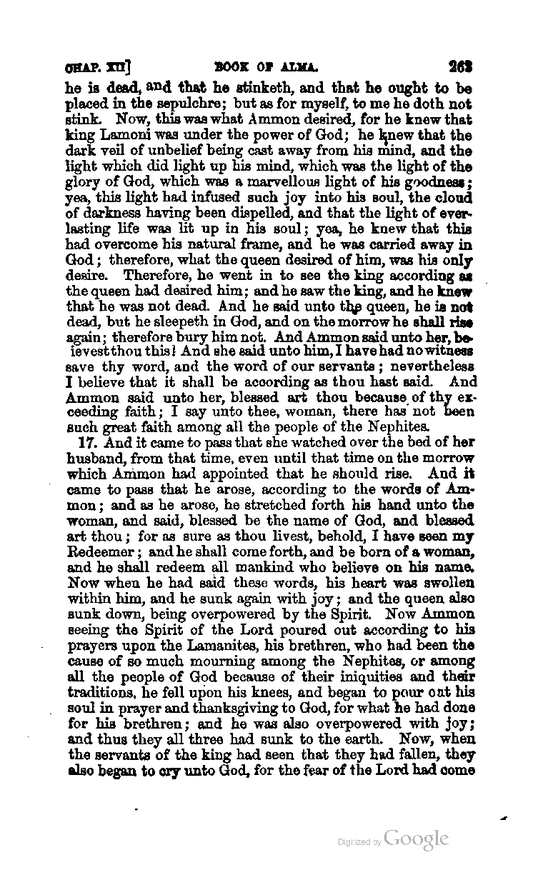 CHAP. XII] BOOK OF ALMA. 263
he is dead, and that he stinketh, and that he ought to be
placed in the sepulchre; but as for myself, to me he doth not
stink. Now, this was what Ammon desired, for he knew that
king Lamoni was under the power of God; he knew that the
dark veil of unbelief being cast away from his mind, and the
light which did light up his mind, which was the light of the
glory of God, which was a marvellous light of his goodness;
yea, this light had infused such joy into his soul, the cloud
of darkness having been dispelled, and that the light of ever-
lasting life was lit up in his soul; yea, he knew that this
had overcome his natural frame, and he was carried away in
God; therefore, what the queen desired of him, was his only
desire. Therefore, he went in to see the king according as
the queen had desired him; and he saw the king, and he knew
that he was not dead. And he said unto the queen, he is not
dead, but he sleepeth in God, and on the morrow he shall rise
again; therefore bury him not. And Ammon said unto her, be-
lievest thou this? And she said unto him, I have had no witness
save thy word, and the word of our servants; nevertheless
I believe that it shall be according as thou hast said. And
Ammon said unto her, blessed art thou because of thy ex-
ceeding faith; I say unto thee, woman, there has not been
such great faith among all the people of the Nephites.
17. And it came to pass that she watched over the bed of her
husband, from that time, even until that time on the morrow
which Ammon had appointed that he should rise. And it
came to pass that he arose, according to the words of Am-
mon; and as he arose, he stretched forth his hand unto the
woman, and said, blessed be the name of God, and blessed
art thou; for as sure as thou livest, behold, I have seen my
Redeemer; and he shall come forth, and be born of a woman,
and he shall redeem all mankind who believe on his name.
Now when he had said these words, his heart was swollen
within him, and he sunk again with joy; and the queen also
sunk down, being overpowered by the Spirit. Now Ammon
seeing the Spirit of the Lord poured out according to his
prayers upon the Lamanites, his brethren, who had been the
cause of so much mourning among the Nephites, or among
all the people of God because of their iniquities and their
traditions, he fell upon his knees, and began to pour out his
soul in prayer and thanksgiving to God, for what he had done
for his brethren; and he was also overpowered with joy;
and thus they all three had sunk to the earth. Now, when
the servants of the king had seen that they had fallen, they
also began to cry unto God, for the fear of the Lord had come
Digitized by Google